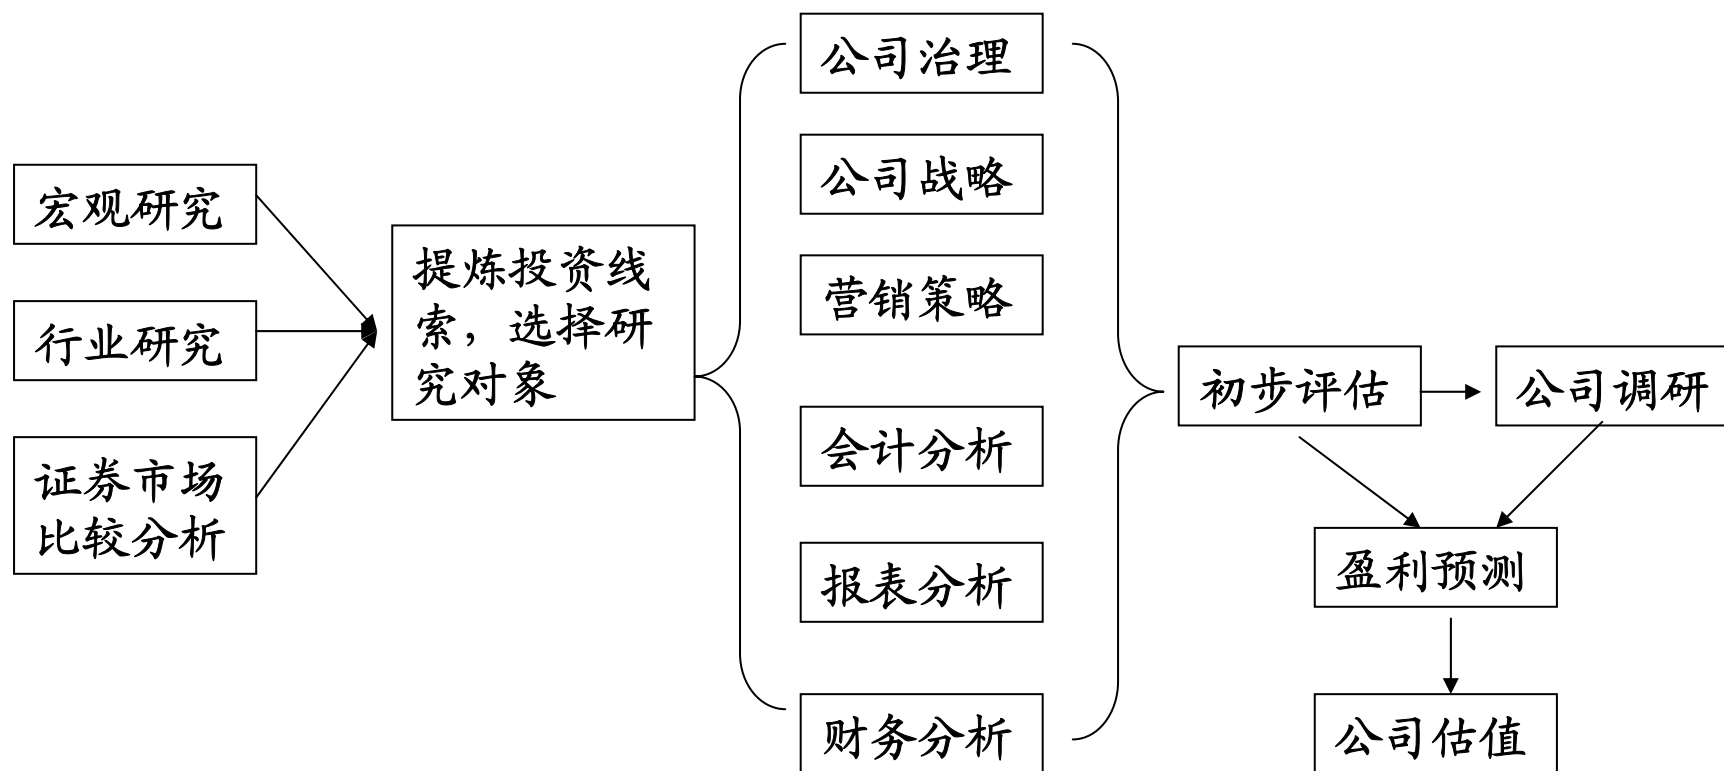 宏观研究
行业研究
证券市场
比较分析
提炼投资线
索，选择研
究对象
公司治理
公司战略
营销策略
会计分析
报表分析
财务分析
初步评估
公司调研
盈利预测
公司估值